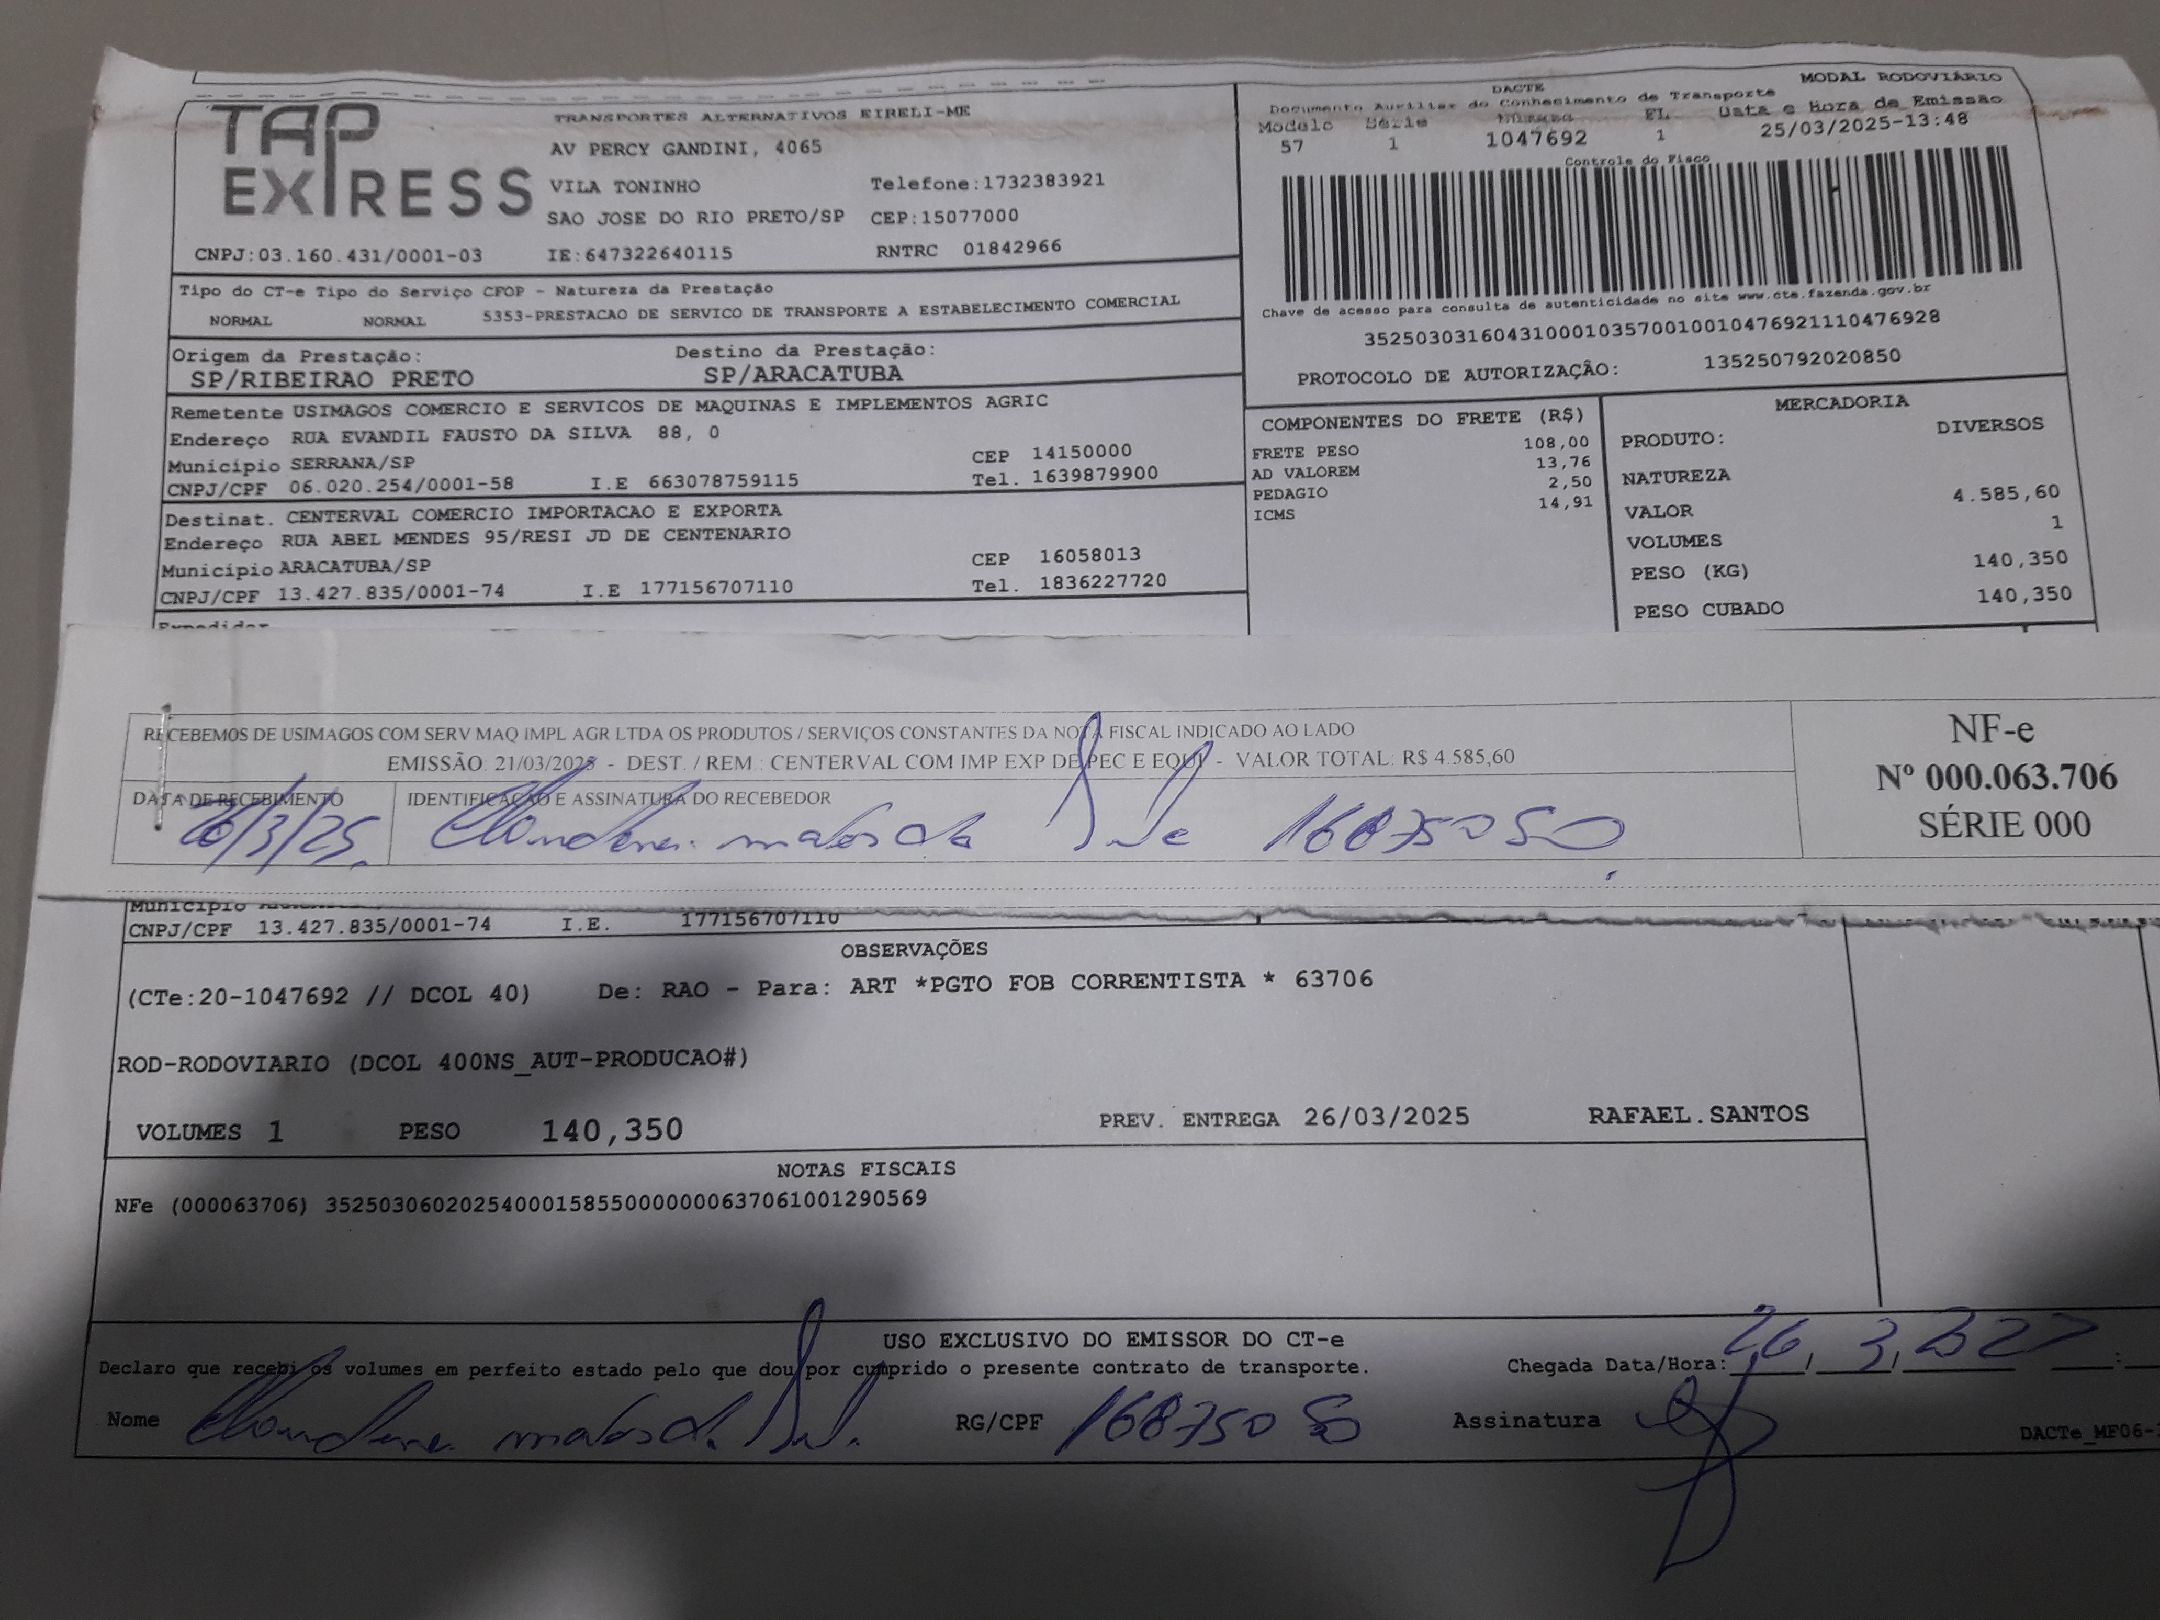 TAP EXPRESS
TRANSPORTES ALTERNATIVOS EIRELI-ME
AV PERCY GANDINI, 4065
VILA TONINHO Telefone:1732383921
SAO JOSE DO RIO PRETO/SP CEP:15077000
CNPJ:03.160.431/0001-03 IE:647322640115 RNTRC 01842966
DACTE MODAL RODOVIÁRIO
Documento Auxiliar do Conhecimento de Transporte
Modelo Série Número FL Data e Hora de Emissão
57 1 1047692 1 25/03/2025-13:48
Controle do Fisco
Chave de acesso para consulta de autenticidade no site www.cte.fazenda.gov.br
35250303160431000103570010010476921110476928
PROTOCOLO DE AUTORIZAÇÃO: 135250792020850
Tipo do CT-e Tipo do Serviço CFOP - Natureza da Prestação
NORMAL NORMAL 5353-PRESTACAO DE SERVICO DE TRANSPORTE A ESTABELECIMENTO COMERCIAL
Origem da Prestação: Destino da Prestação:
SP/RIBEIRAO PRETO SP/ARACATUBA
Remetente USIMAGOS COMERCIO E SERVICOS DE MAQUINAS E IMPLEMENTOS AGRIC
Endereço RUA EVANDIL FAUSTO DA SILVA 88, 0
Município SERRANA/SP CEP 14150000
CNPJ/CPF 06.020.254/0001-58 I.E 663078759115 Tel. 1639879900
Destinat. CENTERVAL COMERCIO IMPORTACAO E EXPORTA
Endereço RUA ABEL MENDES 95/RESI JD DE CENTENARIO
Município ARACATUBA/SP CEP 16058013
CNPJ/CPF 13.427.835/0001-74 I.E 177156707110 Tel. 1836227720
Expedidor
COMPONENTES DO FRETE (R$)
FRETE PESO 108,00
AD VALOREM 13,76
PEDAGIO 2,50
ICMS 14,91
MERCADORIA
PRODUTO: DIVERSOS
NATUREZA
VALOR 4.585,60
VOLUMES 1
PESO (KG) 140,350
PESO CUBADO 140,350
RECEBEMOS DE USIMAGOS COM SERV MAQ IMPL AGR LTDA OS PRODUTOS / SERVIÇOS CONSTANTES DA NOTA FISCAL INDICADO AO LADO
EMISSÃO: 21/03/2025 - DEST. / REM.: CENTERVAL COM IMP EXP DE PEC E EQUI - VALOR TOTAL: R$ 4.585,60
DATA DE RECEBIMENTO IDENTIFICAÇÃO E ASSINATURA DO RECEBEDOR
26/3/25. 16875050
NF-e
Nº 000.063.706
SÉRIE 000
Município
CNPJ/CPF 13.427.835/0001-74 I.E. 177156707110
OBSERVAÇÕES
(CTe:20-1047692 // DCOL 40) De: RAO - Para: ART *PGTO FOB CORRENTISTA * 63706
ROD-RODOVIARIO (DCOL 400NS_AUT-PRODUCAO#)
VOLUMES 1 PESO 140,350 PREV. ENTREGA 26/03/2025 RAFAEL.SANTOS
NOTAS FISCAIS
NFe (000063706) 35250306020254000158550000000637061001290569
USO EXCLUSIVO DO EMISSOR DO CT-e
Declaro que recebi os volumes em perfeito estado pelo que dou por cumprido o presente contrato de transporte. Chegada Data/Hora: 26/3/
Nome RG/CPF 16875050 Assinatura